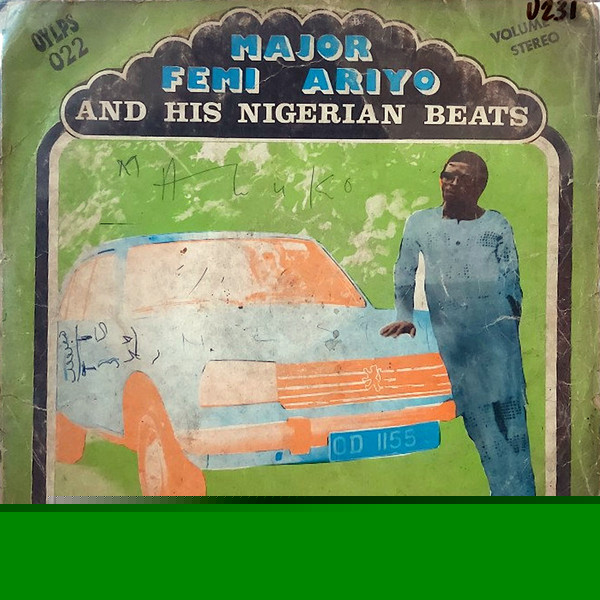 OYLPS
022
VOLUME
STEREO
U231
MAJOR
FEMI ARIYO
AND HIS NIGERIAN BEATS
OD 1155